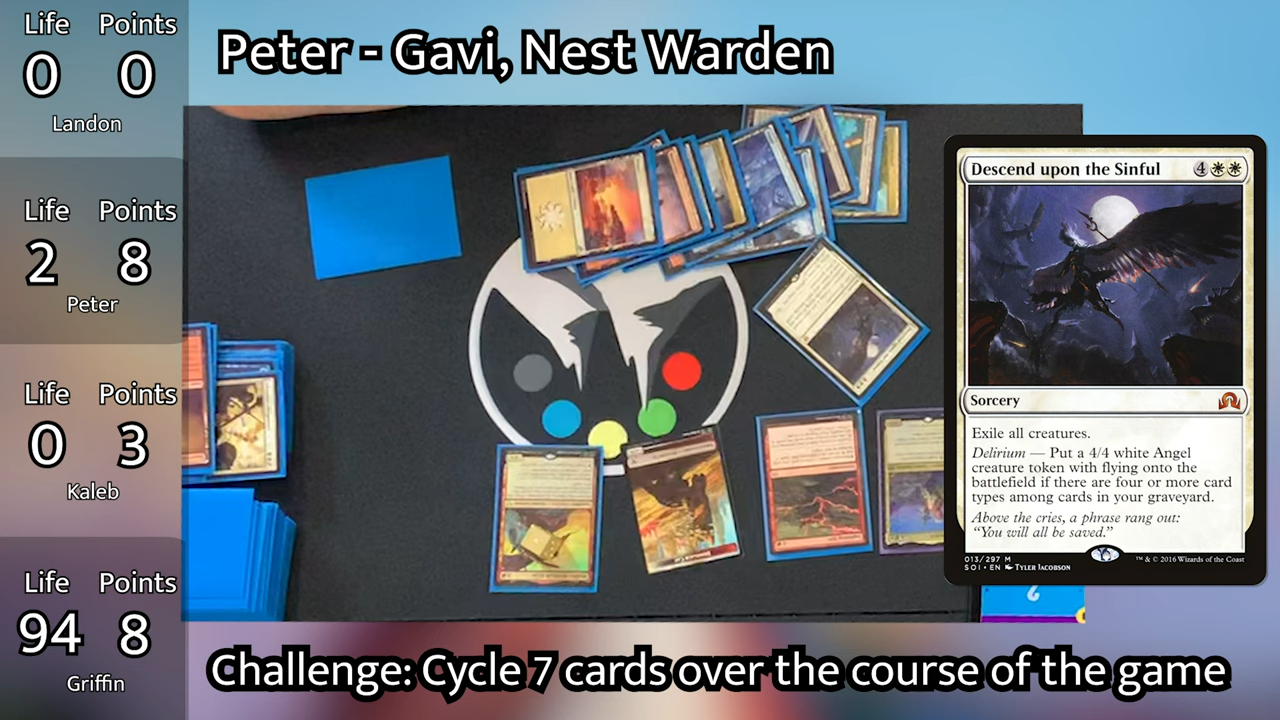 Life Points
0 0
Landon
Life Points
2 8
Peter
Life Points
0 3
Kaleb
Life Points
94 8
Griffin
Peter - Gavi, Nest Warden
Descend upon the Sinful 4
Sorcery
Exile all creatures.
Delirium — Put a 4/4 white Angel
creature token with flying onto the
battlefield if there are four or more card
types among cards in your graveyard.
Above the cries, a phrase rang out:
“You will all be saved.”
013/297 M
SOI • EN TYLER JACOBSON
™ & © 2016 Wizards of the Coast
Challenge: Cycle 7 cards over the course of the game